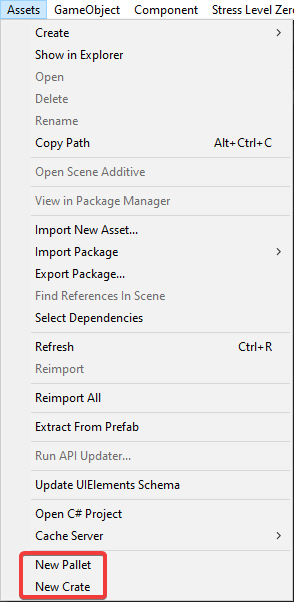 Assets GameObject Component Stress Level Zer
Create
Show in Explorer
Open
Delete
Rename
Copy Path Alt+Ctrl+C
Open Scene Additive
View in Package Manager
Import New Asset...
Import Package
Export Package...
Find References In Scene
Select Dependencies
Refresh Ctrl+R
Reimport
Reimport All
Extract From Prefab
Run API Updater...
Update UIElements Schema
Open C# Project
Cache Server
New Pallet
New Crate